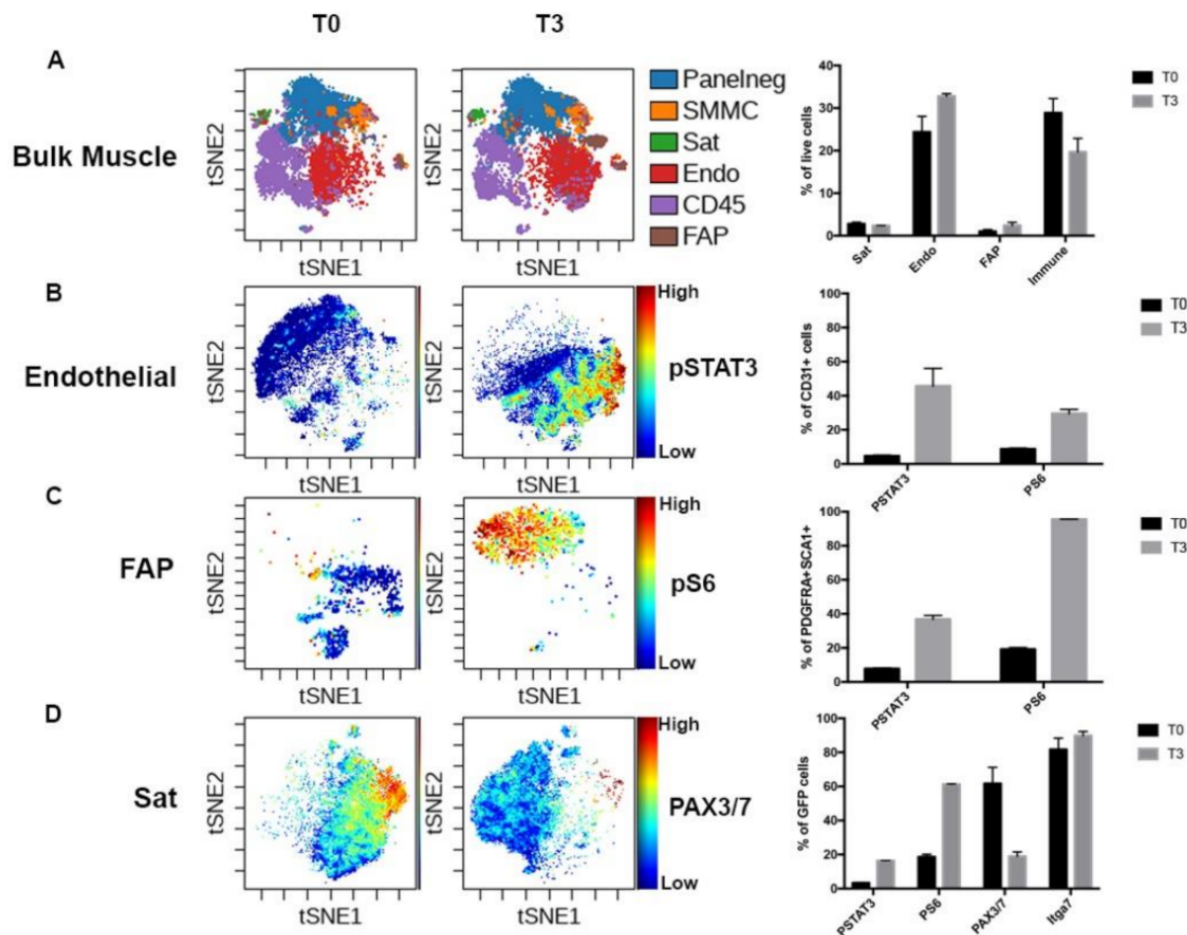 T0 T3
A
Bulk Muscle
tSNE2
tSNE1
tSNE2
tSNE1
Panelneg
SMMC
Sat
Endo
CD45
FAP
% of live cells
40
30
20
10
0
Sat Endo FAP Immune
T0
T3
B
Endothelial
tSNE2
tSNE1
tSNE2
tSNE1
High
pSTAT3
Low
% of CD31+ cells
100
80
60
40
20
0
PSTAT3 PS6
T0
T3
C
FAP
tSNE2
tSNE1
tSNE2
tSNE1
High
pS6
Low
% of PDGFRA+SCA1+
100
80
60
40
20
0
PSTAT3 PS6
T0
T3
D
Sat
tSNE2
tSNE1
tSNE2
tSNE1
High
PAX3/7
Low
% of GFP cells
100
80
60
40
20
0
PSTAT3 PS6 PAX3/7 Itga7
T0
T3